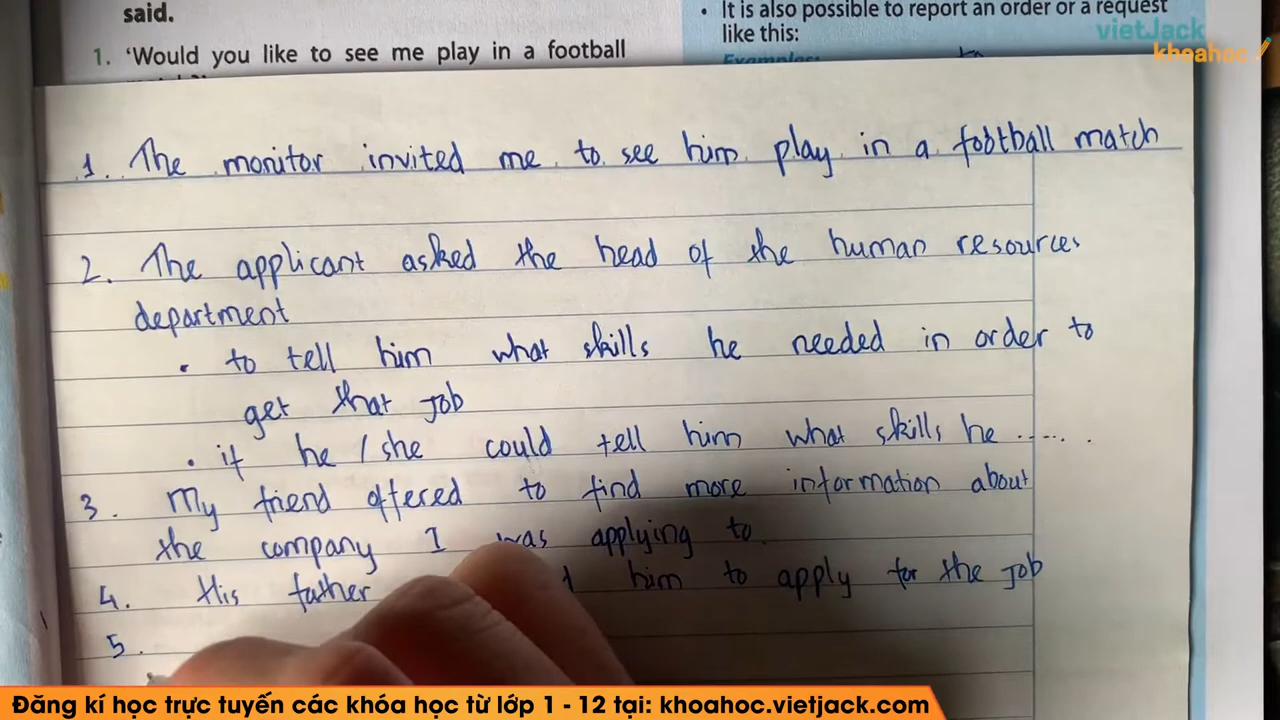 said.
1. ‘Would you like to see me play in a football
• It is also possible to report an order or a request
like this:
Examples:
vietJack
khoahoc
1. The monitor invited me to see him play in a football match
2. The applicant asked the head of the human resources
department
• to tell him what skills he needed in order to
get that job
• if he / she could tell him what skills he .....
3. My friend offered to find more information about
the company I was applying to
4. His father him to apply for the job
5.
Đăng kí học trực tuyến các khóa học từ lớp 1 - 12 tại: khoahoc.vietjack.com